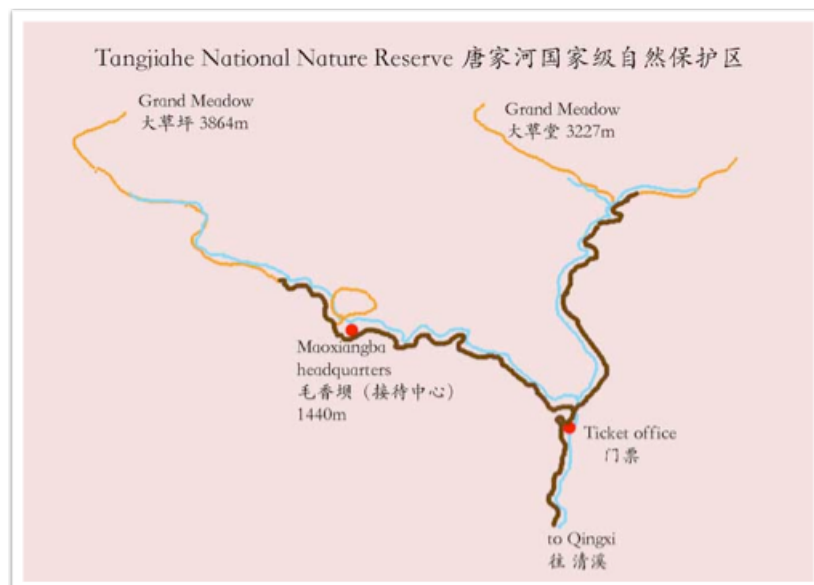 Tangjiahe National Nature Reserve 唐家河国家级自然保护区
Grand Meadow
大草坪 3864m
Grand Meadow
大草堂 3227m
Maoxiangba
headquarters
毛香坝（接待中心）
1440m
Ticket office
门票
to Qingxi
往 清溪